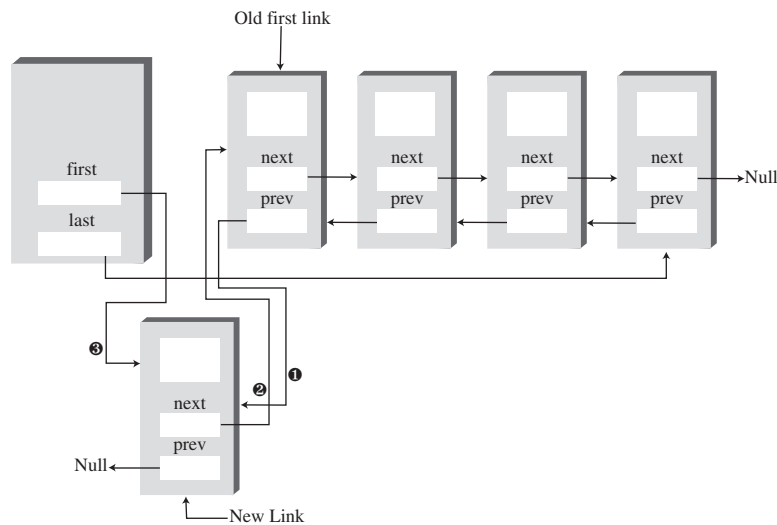 Old first link
first
last
next
prev
next
prev
next
prev
next
prev
Null
❸
❷
❶
next
prev
Null
New Link